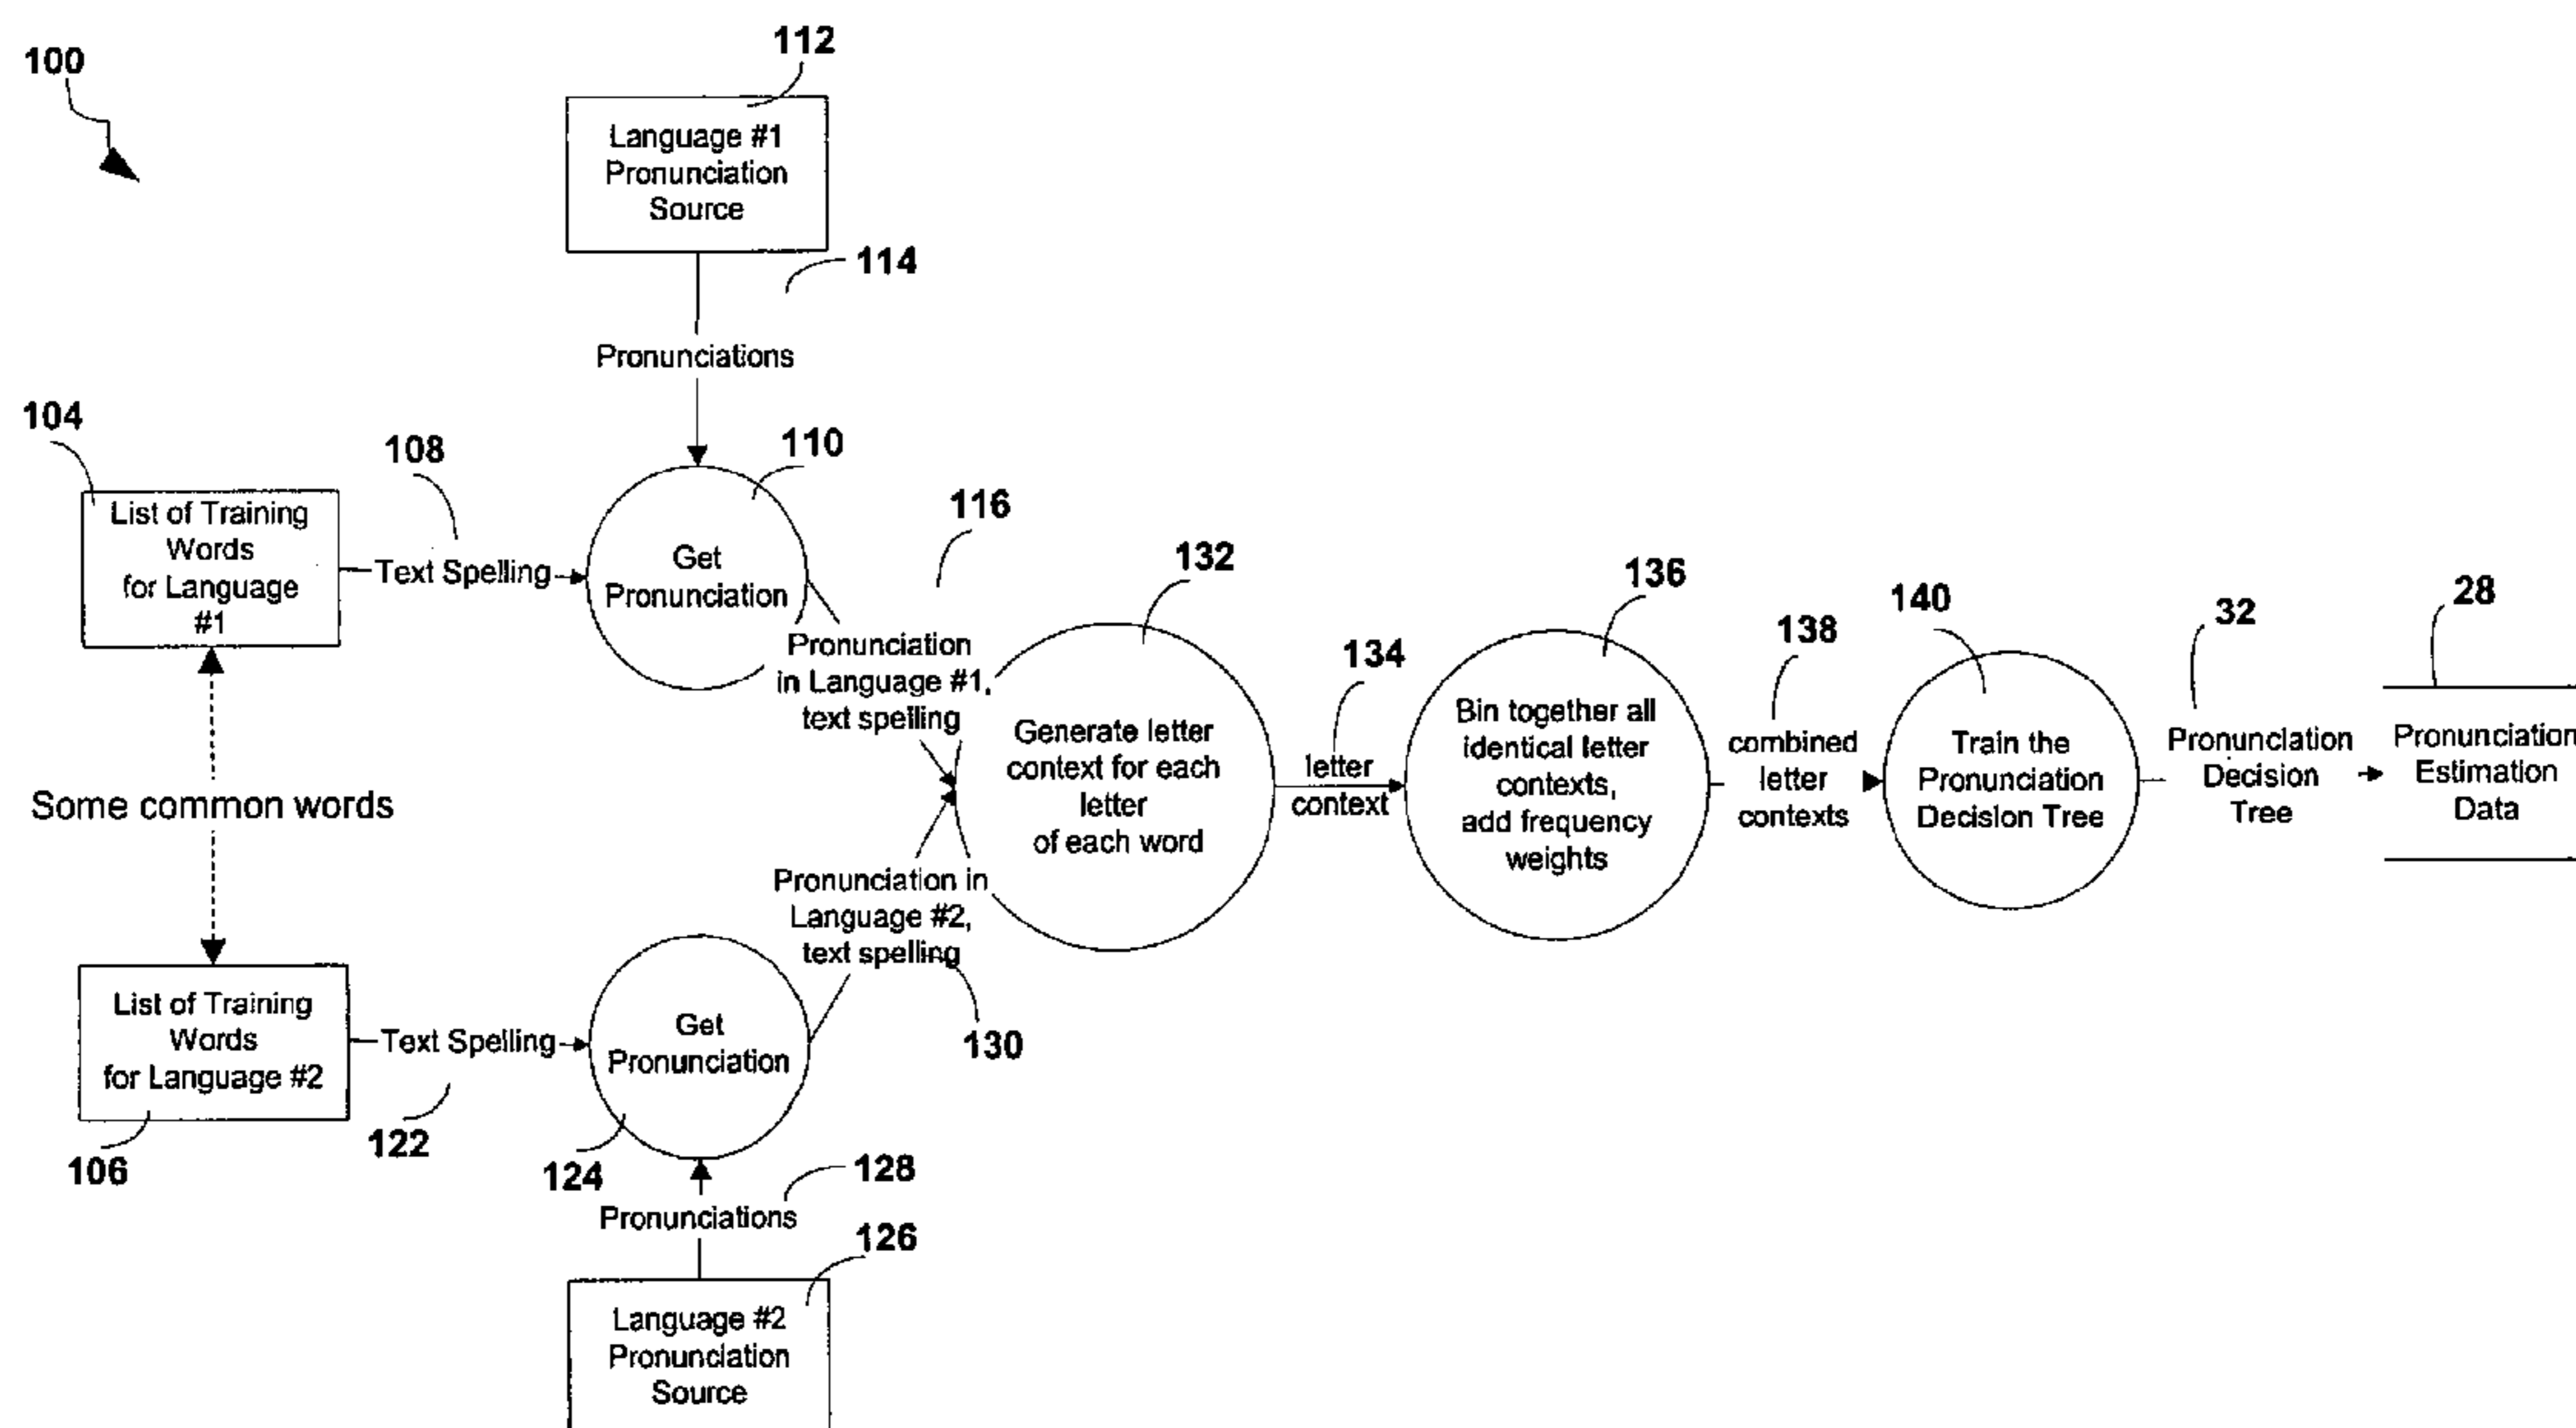 100
112
Language #1
Pronunciation
Source
114
Pronunciations
104
108
110
List of Training
Words
for Language
#1
Text Spelling
Get
Pronunciation
116
Pronunciation
in Language #1,
text spelling
132
Generate letter
context for each
letter
of each word
134
letter
context
136
Bin together all
identical letter
contexts,
add frequency
weights
138
combined
letter
contexts
140
Train the
Pronunciation
Decision Tree
32
Pronunciation
Decision
Tree
28
Pronunciation
Estimation
Data
Some common words
List of Training
Words
for Language #2
106
Text Spelling
122
Get
Pronunciation
124
Pronunciation in
Language #2,
text spelling
130
128
Pronunciations
126
Language #2
Pronunciation
Source